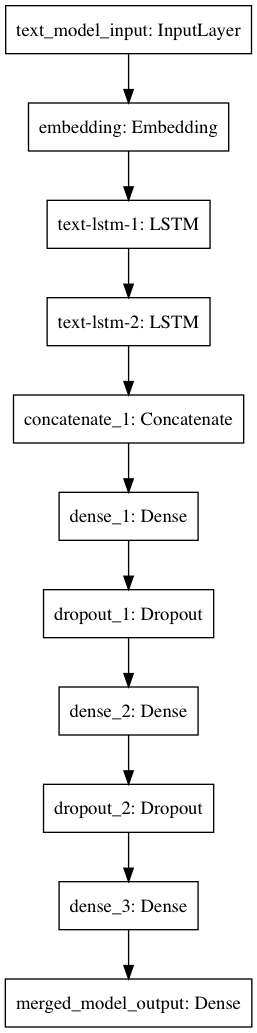 text_model_input: InputLayer
embedding: Embedding
text-lstm-1: LSTM
text-lstm-2: LSTM
concatenate_1: Concatenate
dense_1: Dense
dropout_1: Dropout
dense_2: Dense
dropout_2: Dropout
dense_3: Dense
merged_model_output: Dense